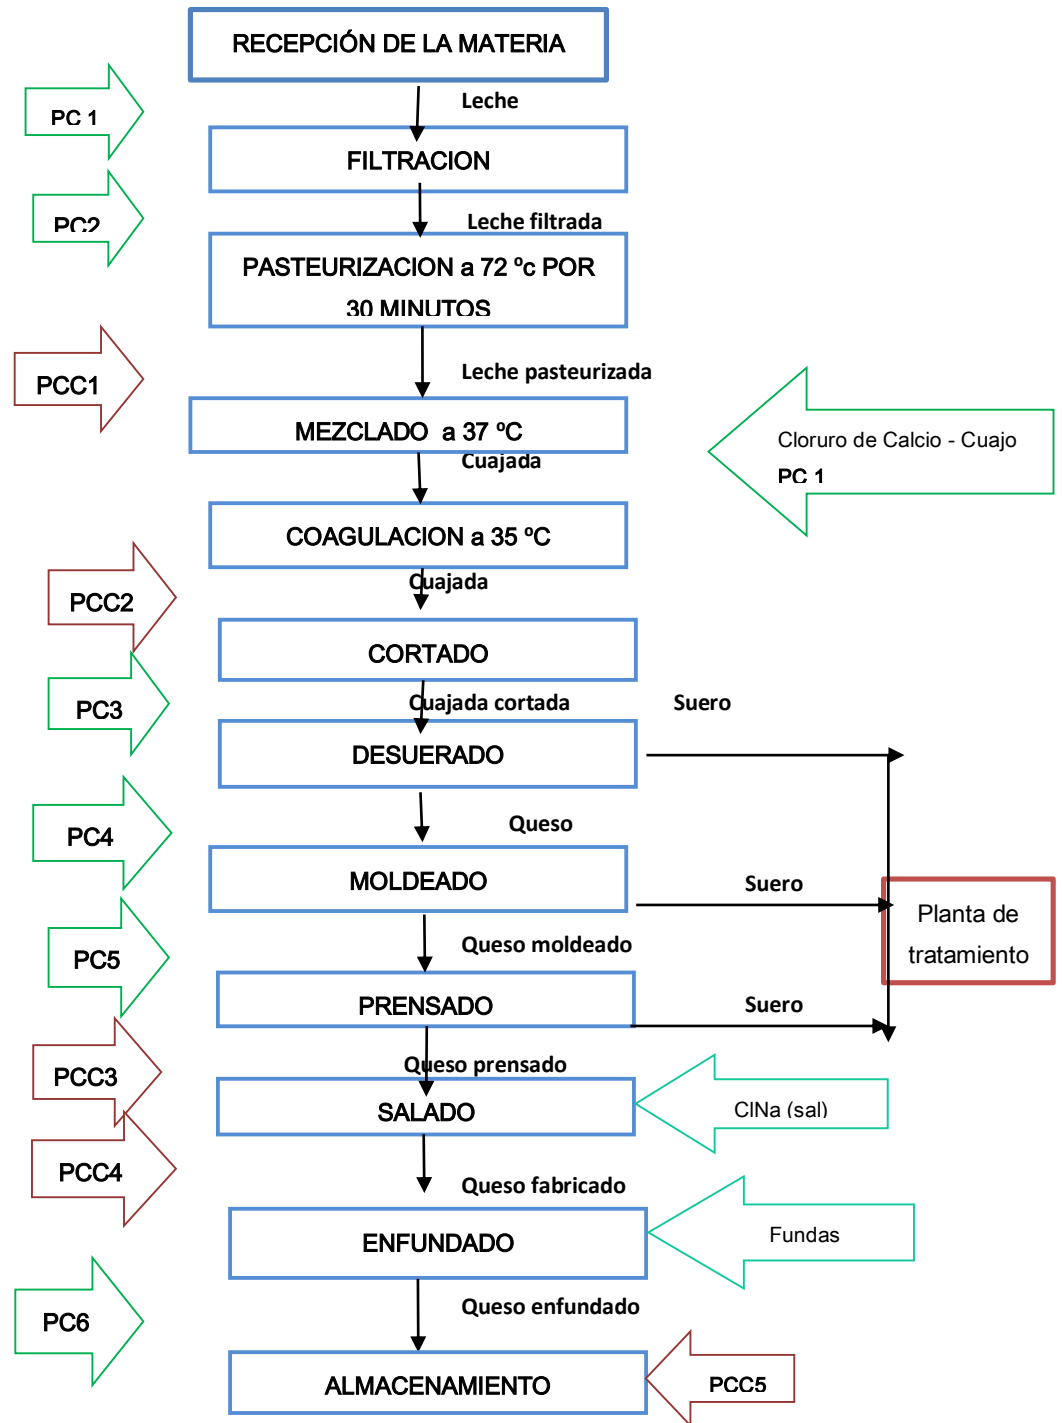 RECEPCIÓN DE LA MATERIA
Leche
PC 1
FILTRACION
PC2
Leche filtrada
PASTEURIZACION a 72 ºc POR
30 MINUTOS
PCC1
Leche pasteurizada
MEZCLADO a 37 ºC
Cloruro de Calcio - Cuajo
PC 1
Cuajada
COAGULACION a 35 ºC
Cuajada
PCC2
CORTADO
PC3
Cuajada cortada
Suero
DESUERADO
Queso
PC4
MOLDEADO
Suero
Planta de
tratamiento
Queso moldeado
PC5
PRENSADO
Suero
Queso prensado
PCC3
SALADO
ClNa (sal)
PCC4
Queso fabricado
ENFUNDADO
Fundas
Queso enfundado
PC6
ALMACENAMIENTO
PCC5